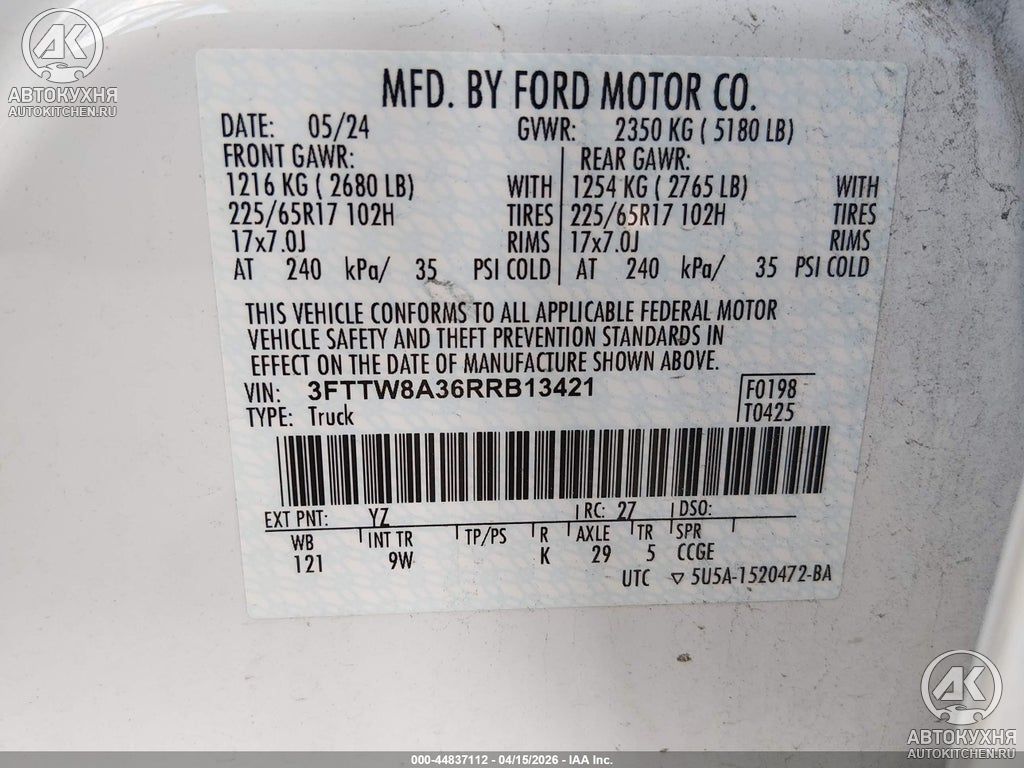 АВТОКУХНЯ
AUTOKITCHEN.RU
MFD. BY FORD MOTOR CO.
DATE: 05/24 GVWR: 2350 KG ( 5180 LB)
FRONT GAWR: REAR GAWR:
1216 KG ( 2680 LB) WITH 1254 KG ( 2765 LB) WITH
225/65R17 102H TIRES 225/65R17 102H TIRES
17x7.0J RIMS 17x7.0J RIMS
AT 240 kPa/ 35 PSI COLD AT 240 kPa/ 35 PSI COLD
THIS VEHICLE CONFORMS TO ALL APPLICABLE FEDERAL MOTOR
VEHICLE SAFETY AND THEFT PREVENTION STANDARDS IN
EFFECT ON THE DATE OF MANUFACTURE SHOWN ABOVE.
VIN: 3FTTW8A36RRB13421 F0198
TYPE: Truck T0425
EXT PNT: YZ RC: 27 DSO:
WB INT TR TP/PS R AXLE TR SPR
121 9W K 29 5 CCGE
UTC ▽ 5U5A-1520472-BA
АВТОКУХНЯ
AUTOKITCHEN.RU
000-44837112 - 04/15/2026 - IAA Inc.